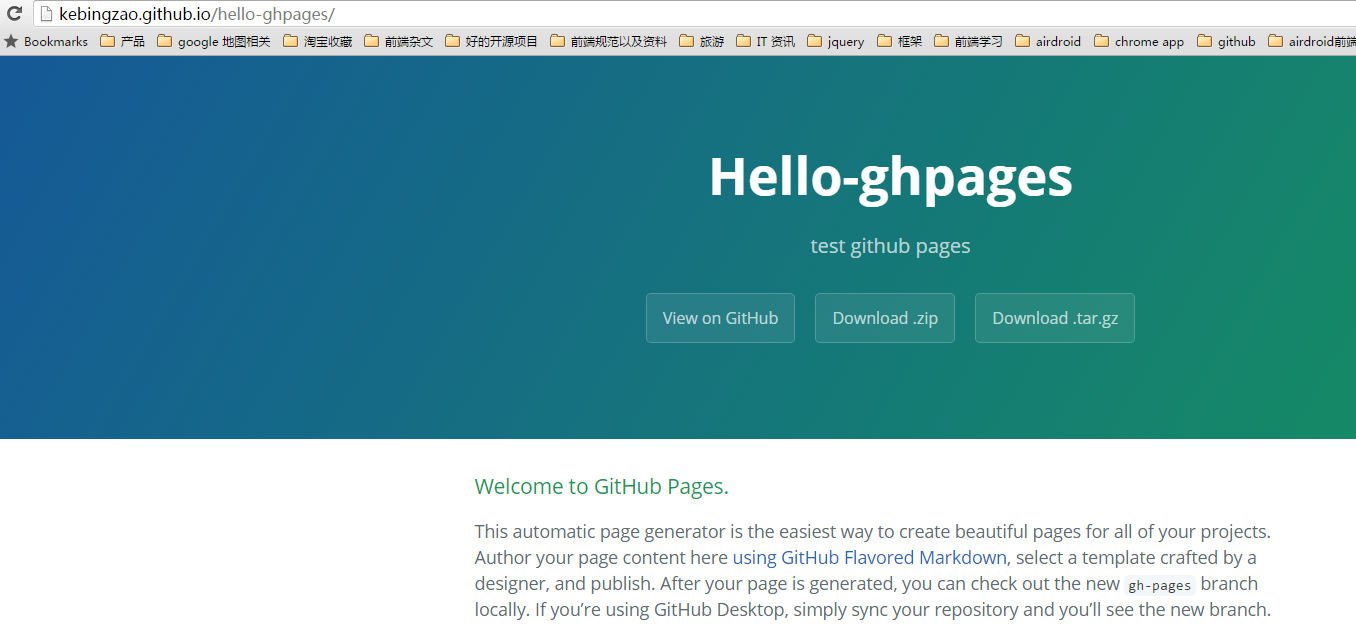 kebingzao.github.io/hello-ghpages/
Bookmarks 产品 google 地图相关 淘宝收藏 前端杂文 好的开源项目 前端规范以及资料 旅游 IT 资讯 jquery 框架 前端学习 airdroid chrome app github airdroid前端
Hello-ghpages
test github pages
View on GitHub Download .zip Download .tar.gz
Welcome to GitHub Pages.
This automatic page generator is the easiest way to create beautiful pages for all of your projects.
Author your page content here using GitHub Flavored Markdown, select a template crafted by a
designer, and publish. After your page is generated, you can check out the new gh-pages branch
locally. If you’re using GitHub Desktop, simply sync your repository and you’ll see the new branch.